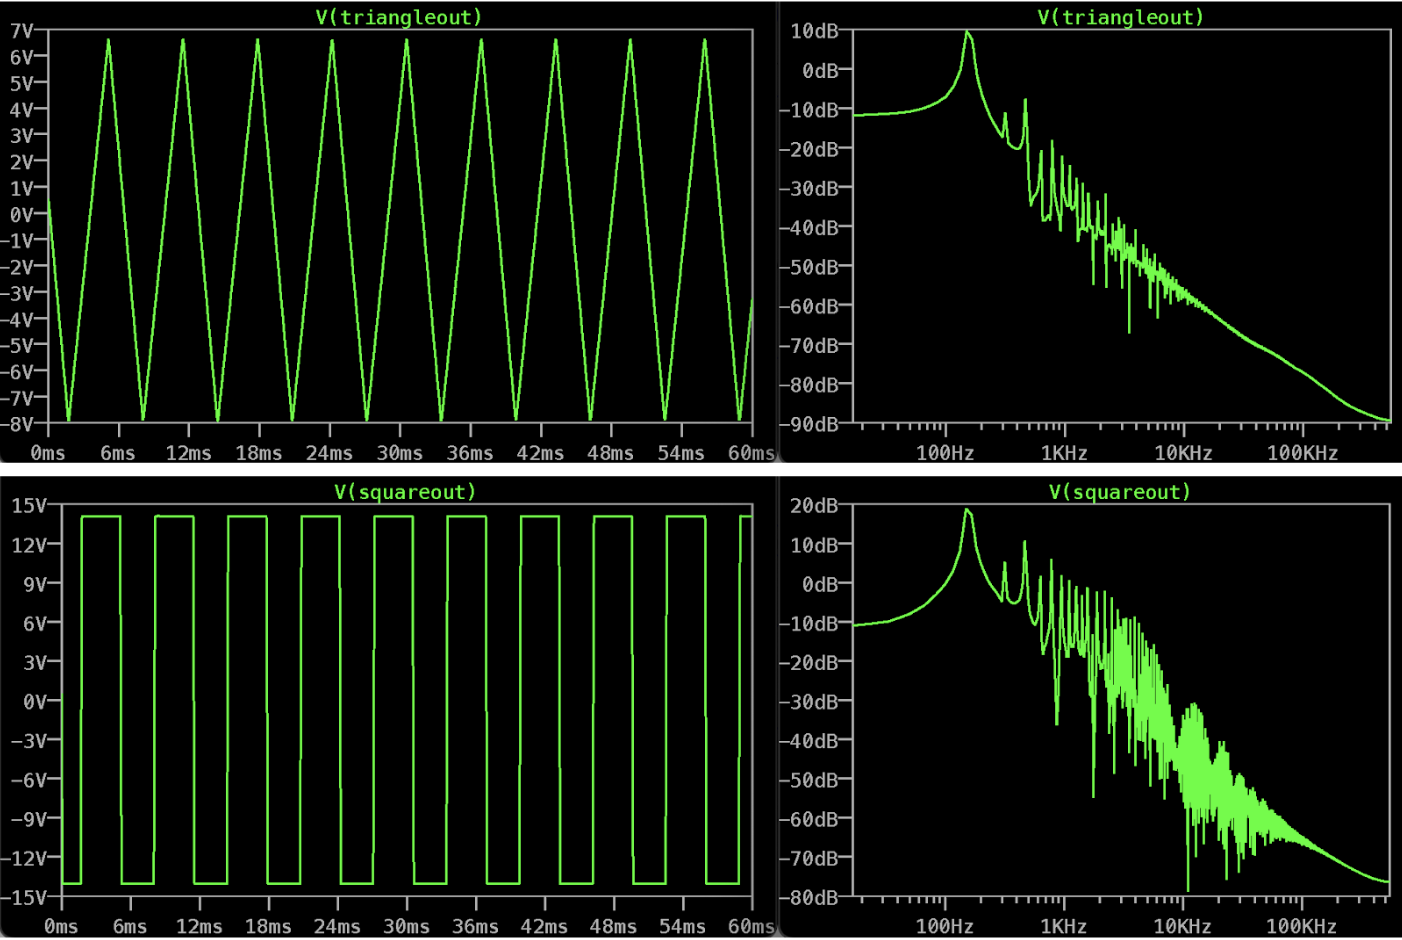 V(triangleout)
7V
6V
5V
4V
3V
2V
1V
0V
−1V
−2V
−3V
−4V
−5V
−6V
−7V
−8V
0ms 6ms 12ms 18ms 24ms 30ms 36ms 42ms 48ms 54ms 60ms
V(triangleout)
10dB
0dB
−10dB
−20dB
−30dB
−40dB
−50dB
−60dB
−70dB
−80dB
−90dB
100Hz 1KHz 10KHz 100KHz
V(squareout)
15V
12V
9V
6V
3V
0V
−3V
−6V
−9V
−12V
−15V
0ms 6ms 12ms 18ms 24ms 30ms 36ms 42ms 48ms 54ms 60ms
V(squareout)
20dB
10dB
0dB
−10dB
−20dB
−30dB
−40dB
−50dB
−60dB
−70dB
−80dB
100Hz 1KHz 10KHz 100KHz